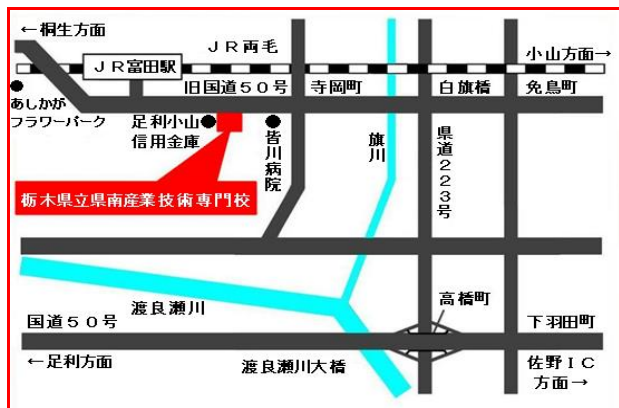 ←桐生方面
JR両毛
小山方面→
JR富田駅
旧国道50号
寺岡町
白旗橋
免鳥町
あしかが
フラワーパーク
足利小山
信用金庫
皆川病院
旗川
県道223号
栃木県立県南産業技術専門校
渡良瀬川
高橋町
国道50号
下羽田町
←足利方面
渡良瀬川大橋
佐野IC
方面→